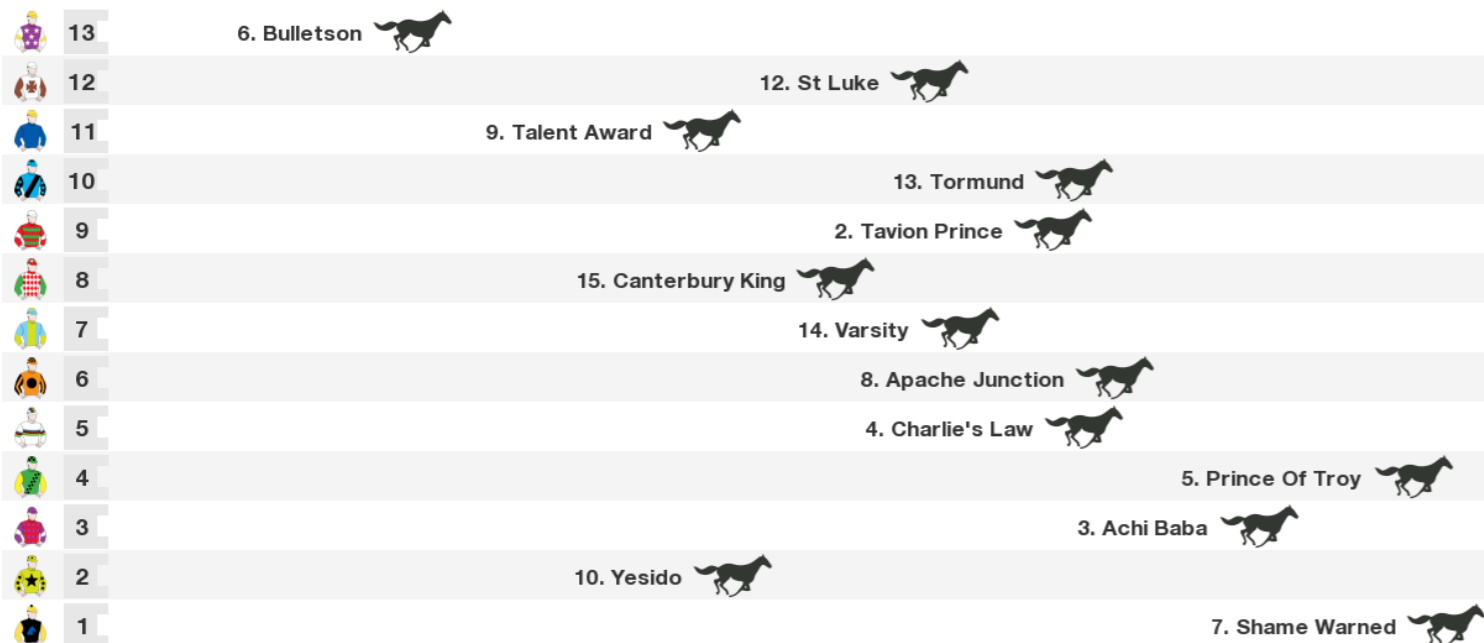 13 6. Bulletson
12 12. St Luke
11 9. Talent Award
10 13. Tormund
9 2. Tavion Prince
8 15. Canterbury King
7 14. Varsity
6 8. Apache Junction
5 4. Charlie's Law
4 5. Prince Of Troy
3 3. Achi Baba
2 10. Yesido
1 7. Shame Warned